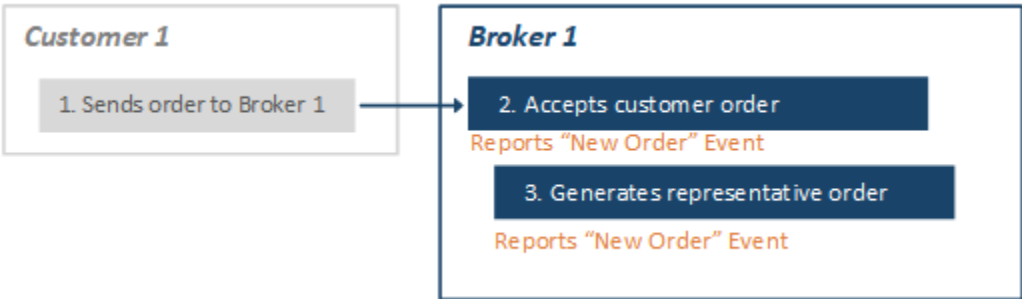 Customer 1
1. Sends order to Broker 1
Broker 1
2. Accepts customer order
Reports “New Order” Event
3. Generates representative order
Reports “New Order” Event